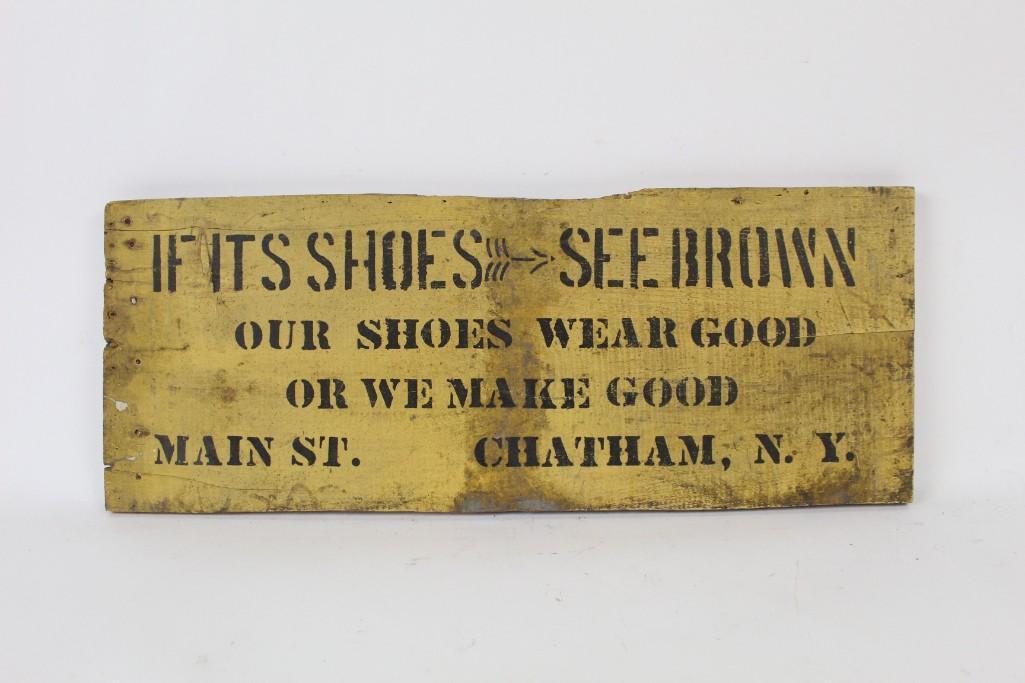 IF ITS SHOES SEE BROWN
OUR SHOES WEAR GOOD
OR WE MAKE GOOD
MAIN ST. CHATHAM, N. Y.